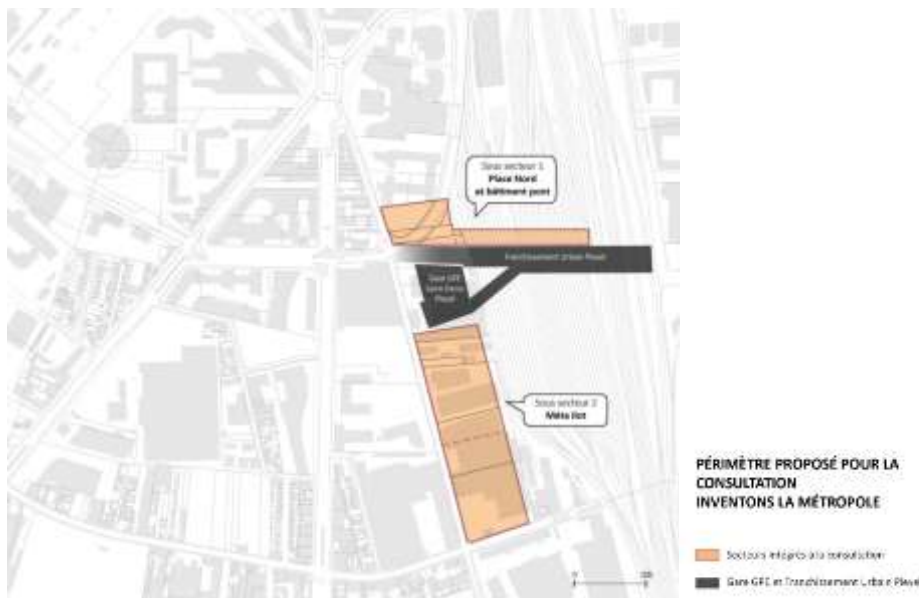 Sous secteur 1
Place Nord
et bâtiment pont
Franchissement Urbain Pleyel
Gare GPE
Saint Denis
Pleyel
Sous secteur 2
Méta îlot
PÉRIMÈTRE PROPOSÉ POUR LA
CONSULTATION
INVENTONS LA MÉTROPOLE
0
Secteurs intégrés à la consultation
Gare GPE et Franchissement Urbain Pleyel